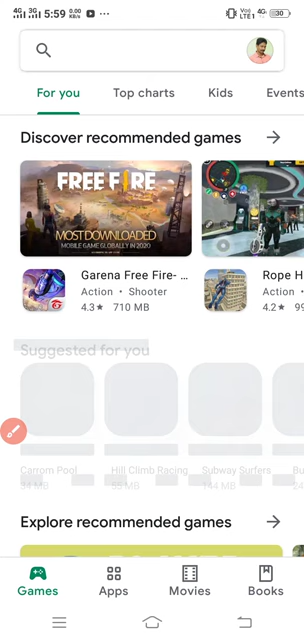 4G 3G 5:59 0.00 KB/s ... Vo) LTE1 4G 30
For you Top charts Kids Events
Discover recommended games
FREE FIRE
MOST DOWNLOADED
MOBILE GAME GLOBALLY IN 2020
Garena Free Fire- ...
Action • Shooter
4.3★ 710 MB
Rope H
Action •
4.2★ 99
Suggested for you
Carrom Pool
34 MB
Hill Climb Racing
Subway Surfers
144 MB
Bu
Explore recommended games
Games Apps Movies Books